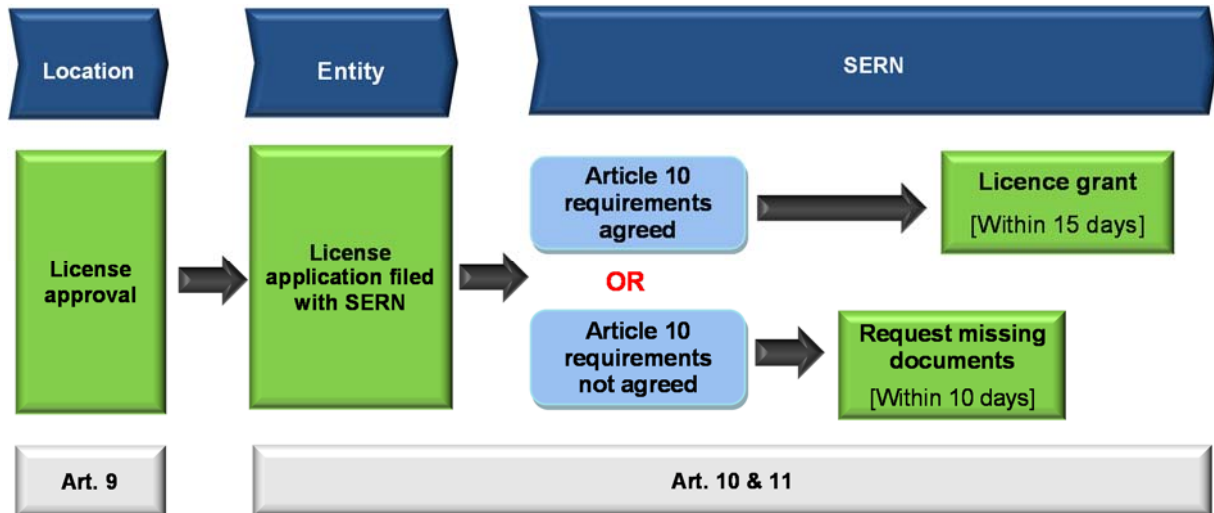 Location
Entity
SERN
License
approval
License
application filed
with SERN
Article 10
requirements
agreed
OR
Article 10
requirements
not agreed
Licence grant
[Within 15 days]
Request missing
documents
[Within 10 days]
Art. 9
Art. 10 & 11